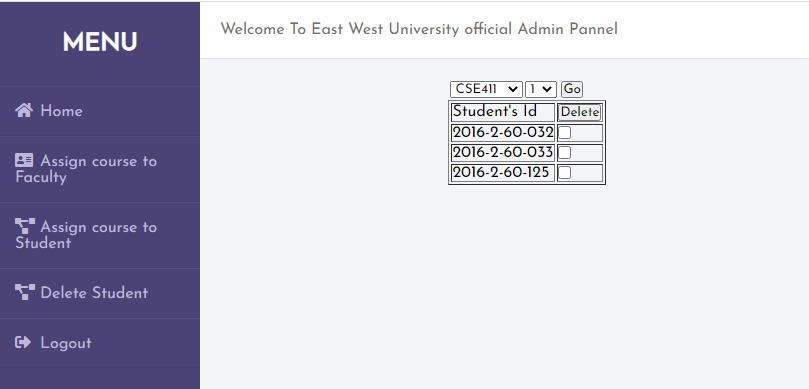 MENU
Welcome To East West University official Admin Pannel
Home
Assign course to
Faculty
Assign course to
Student
Delete Student
Logout
CSE411 1 Go
Student's Id Delete
2016-2-60-032
2016-2-60-033
2016-2-60-125